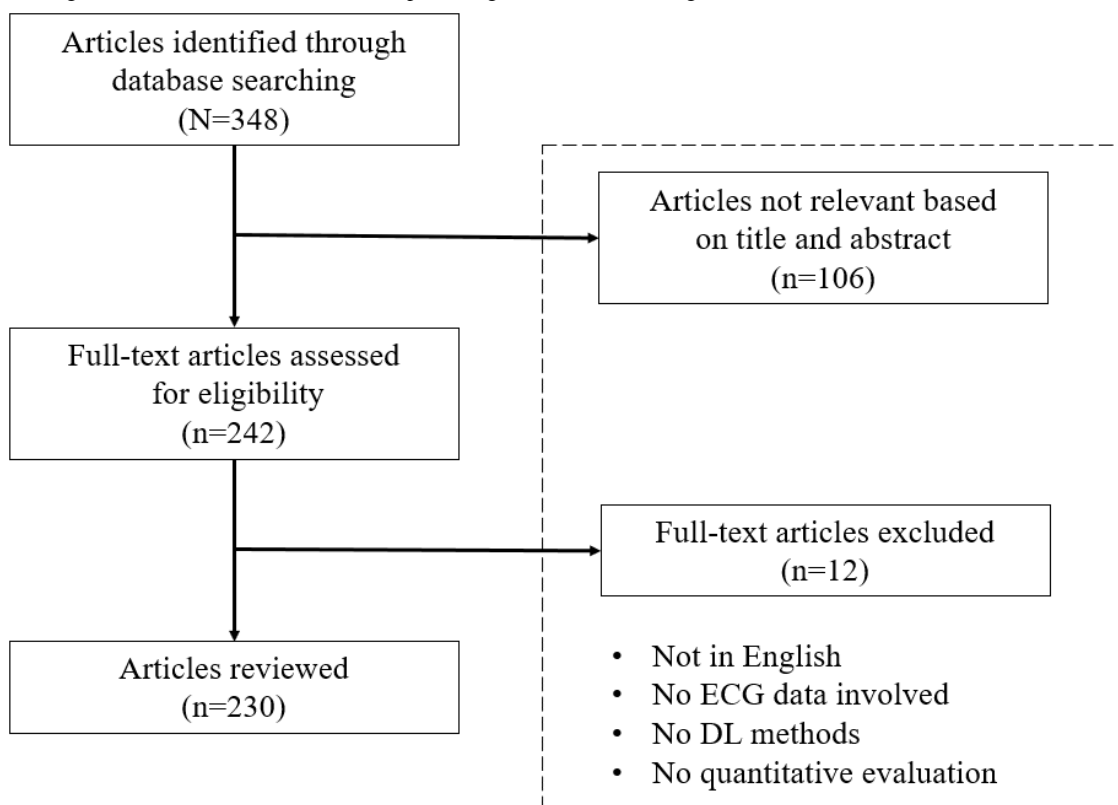 Articles identified through
database searching
(N=348)
Articles not relevant based
on title and abstract
(n=106)
Full-text articles assessed
for eligibility
(n=242)
Full-text articles excluded
(n=12)
Articles reviewed
(n=230)
• Not in English
• No ECG data involved
• No DL methods
• No quantitative evaluation